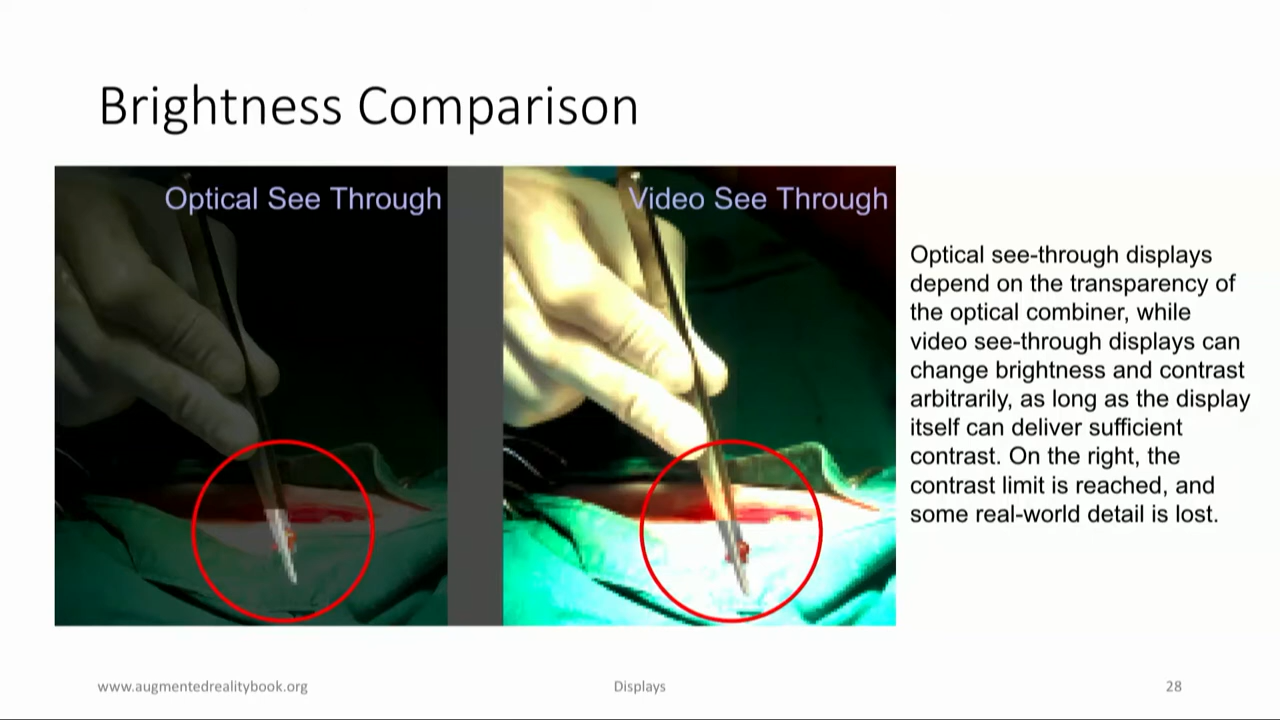 Brightness Comparison
Optical See Through
Video See Through
Optical see-through displays
depend on the transparency of
the optical combiner, while
video see-through displays can
change brightness and contrast
arbitrarily, as long as the display
itself can deliver sufficient
contrast. On the right, the
contrast limit is reached, and
some real-world detail is lost.
www.augmentedrealitybook.org
Displays
28